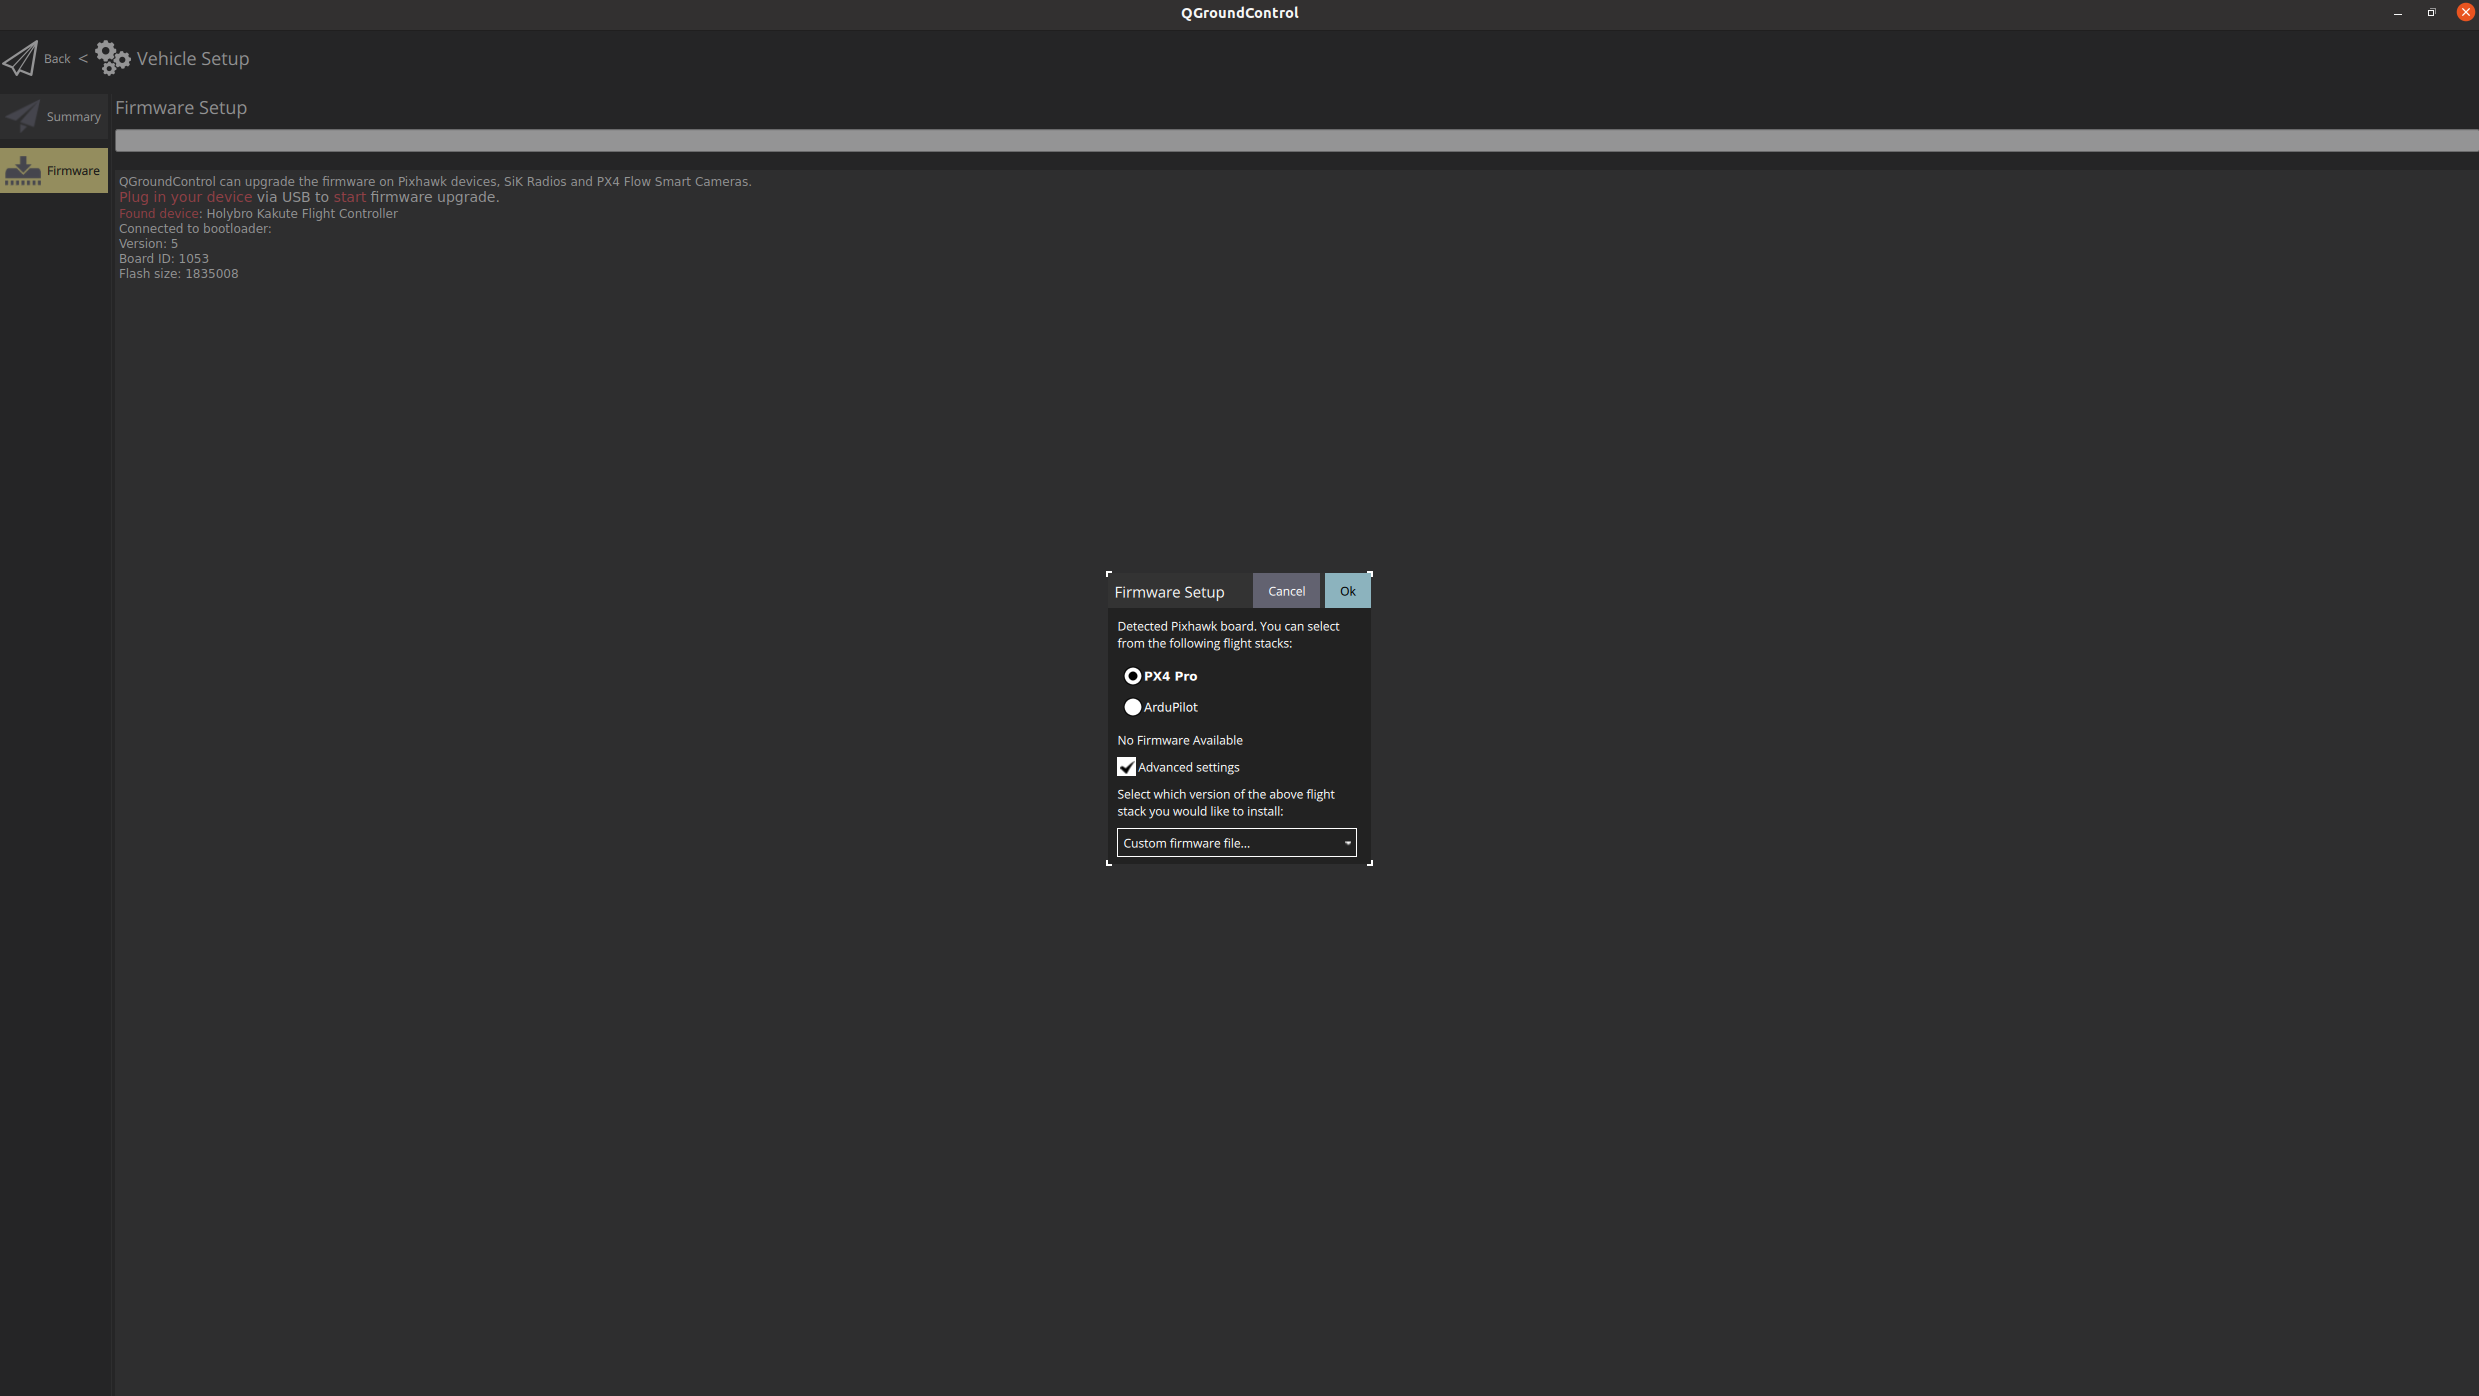 QGroundControl
Back < Vehicle Setup
Summary
Firmware
Firmware Setup
QGroundControl can upgrade the firmware on Pixhawk devices, SiK Radios and PX4 Flow Smart Cameras.
Plug in your device via USB to start firmware upgrade.
Found device: Holybro Kakute Flight Controller
Connected to bootloader:
Version: 5
Board ID: 1053
Flash size: 1835008
Firmware Setup
Cancel
Ok
Detected Pixhawk board. You can select
from the following flight stacks:
PX4 Pro
ArduPilot
No Firmware Available
Advanced settings
Select which version of the above flight
stack you would like to install:
Custom firmware file...